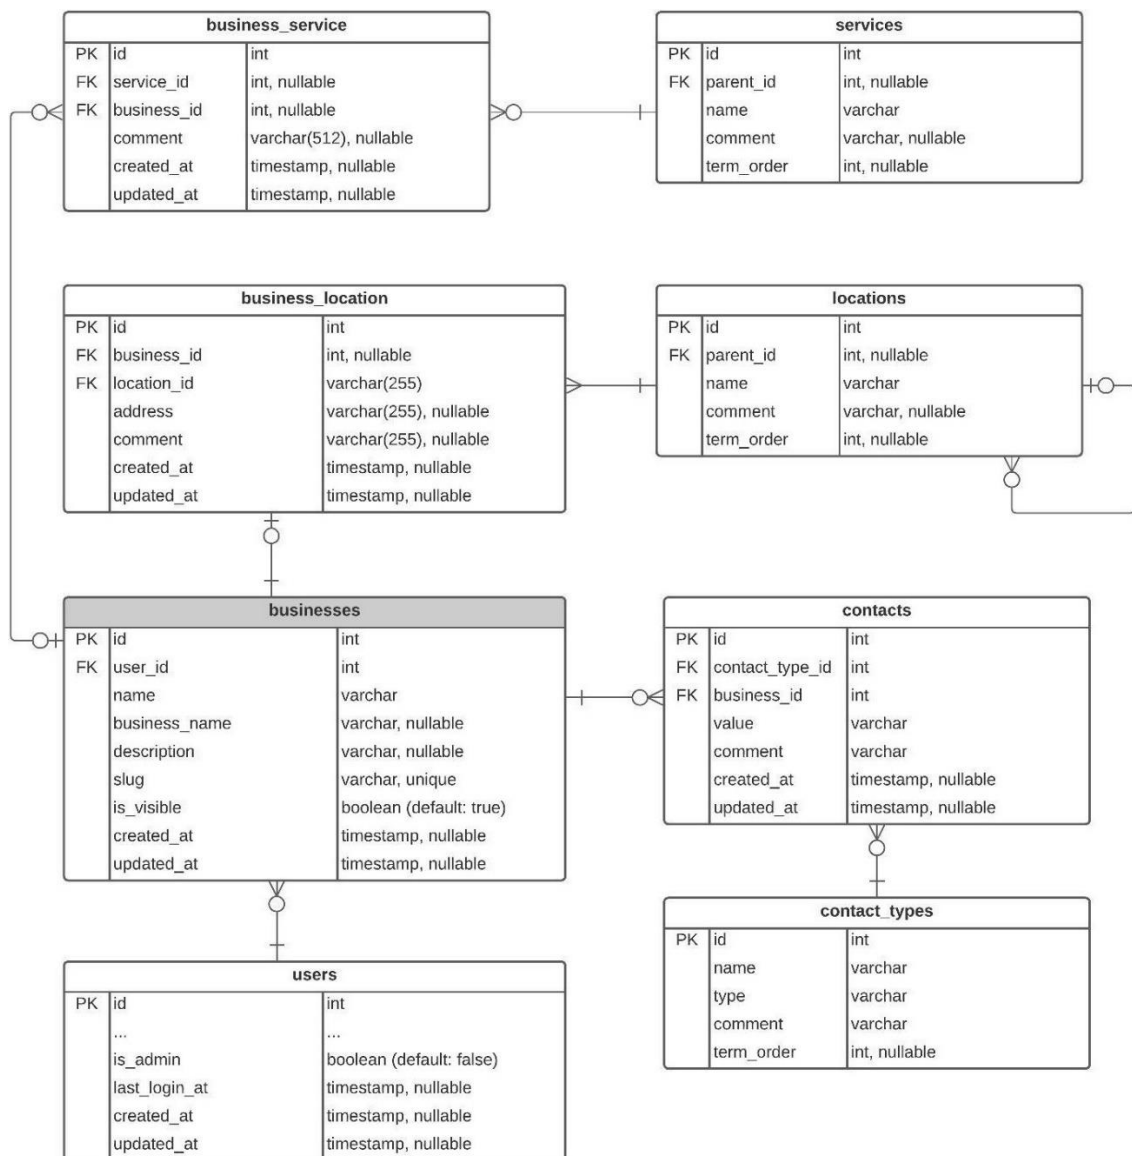 business_service
PK id int
FK service_id int, nullable
FK business_id int, nullable
comment varchar(512), nullable
created_at timestamp, nullable
updated_at timestamp, nullable
services
PK id int
FK parent_id int, nullable
name varchar
comment varchar, nullable
term_order int, nullable
business_location
PK id int
FK business_id int, nullable
FK location_id varchar(255)
address varchar(255), nullable
comment varchar(255), nullable
created_at timestamp, nullable
updated_at timestamp, nullable
locations
PK id int
FK parent_id int, nullable
name varchar
comment varchar, nullable
term_order int, nullable
businesses
PK id int
FK user_id int
name varchar
business_name varchar, nullable
description varchar, nullable
slug varchar, unique
is_visible boolean (default: true)
created_at timestamp, nullable
updated_at timestamp, nullable
contacts
PK id int
FK contact_type_id int
FK business_id int
value varchar
comment varchar
created_at timestamp, nullable
updated_at timestamp, nullable
contact_types
PK id int
name varchar
type varchar
comment varchar
term_order int, nullable
users
PK id int
... ...
is_admin boolean (default: false)
last_login_at timestamp, nullable
created_at timestamp, nullable
updated_at timestamp, nullable